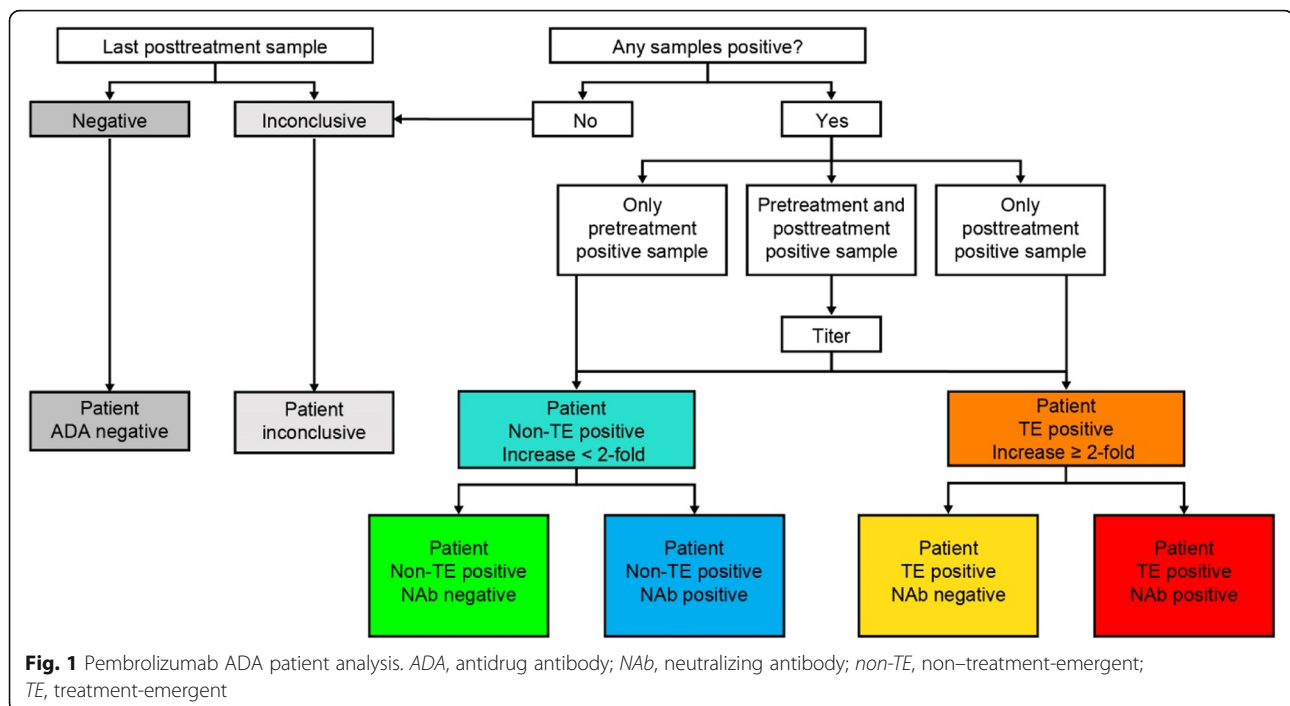 Last posttreatment sample
Any samples positive?
Negative
Inconclusive
No
Yes
Only
pretreatment
positive sample
Pretreatment and
posttreatment
positive sample
Only
posttreatment
positive sample
Titer
Patient
ADA negative
Patient
inconclusive
Patient
Non-TE positive
Increase < 2-fold
Patient
TE positive
Increase ≥ 2-fold
Patient
Non-TE positive
NAb negative
Patient
Non-TE positive
NAb positive
Patient
TE positive
NAb negative
Patient
TE positive
NAb positive
Fig. 1 Pembrolizumab ADA patient analysis. ADA, antidrug antibody; NAb, neutralizing antibody; non-TE, non–treatment-emergent;
TE, treatment-emergent